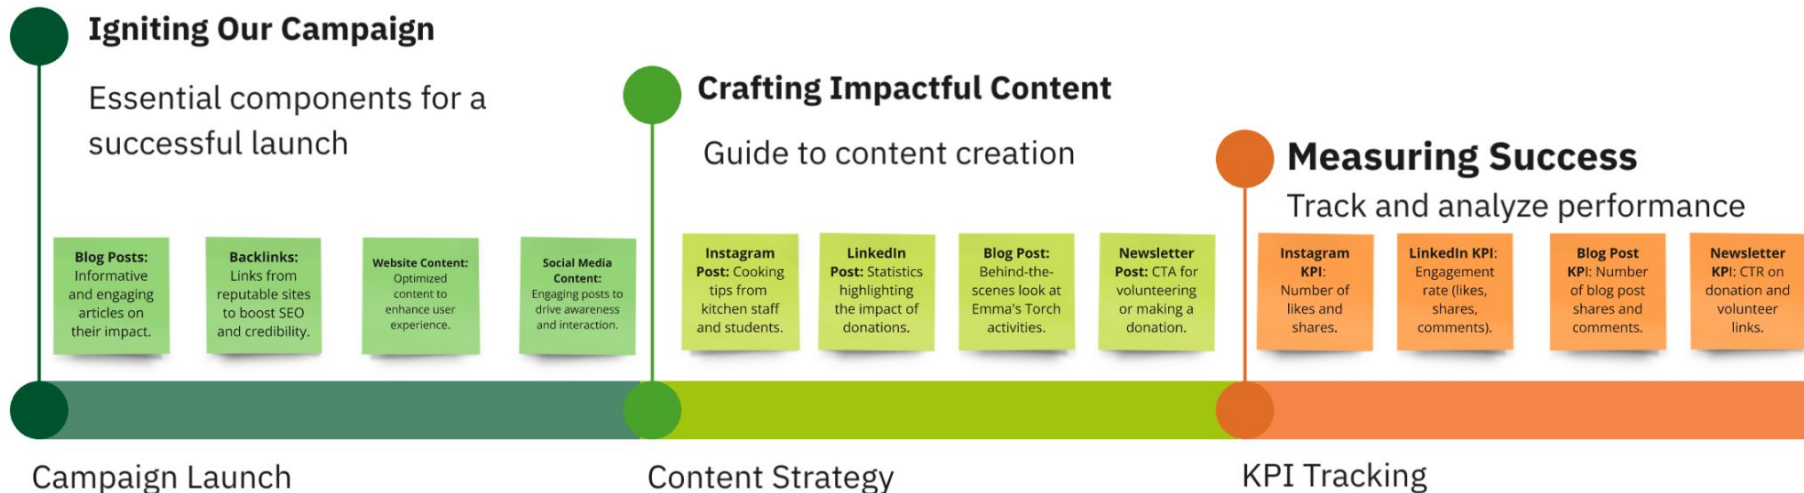 Igniting Our Campaign
Essential components for a
successful launch
Blog Posts:
Informative
and engaging
articles on
their impact.
Backlinks:
Links from
reputable sites
to boost SEO
and credibility.
Website Content:
Optimized
content to
enhance user
experience.
Social Media
Content:
Engaging posts to
drive awareness
and interaction.
Campaign Launch
Crafting Impactful Content
Guide to content creation
Instagram
Post: Cooking
tips from
kitchen staff
and students.
LinkedIn
Post: Statistics
highlighting
the impact of
donations.
Blog Post:
Behind-the-
scenes look at
Emma's Torch
activities.
Newsletter
Post: CTA for
volunteering
or making a
donation.
Content Strategy
Measuring Success
Track and analyze performance
Instagram
KPI:
Number of
likes and
shares.
LinkedIn KPI:
Engagement
rate (likes,
shares,
comments).
Blog Post
KPI: Number
of blog post
shares and
comments.
Newsletter
KPI: CTR on
donation and
volunteer
links.
KPI Tracking